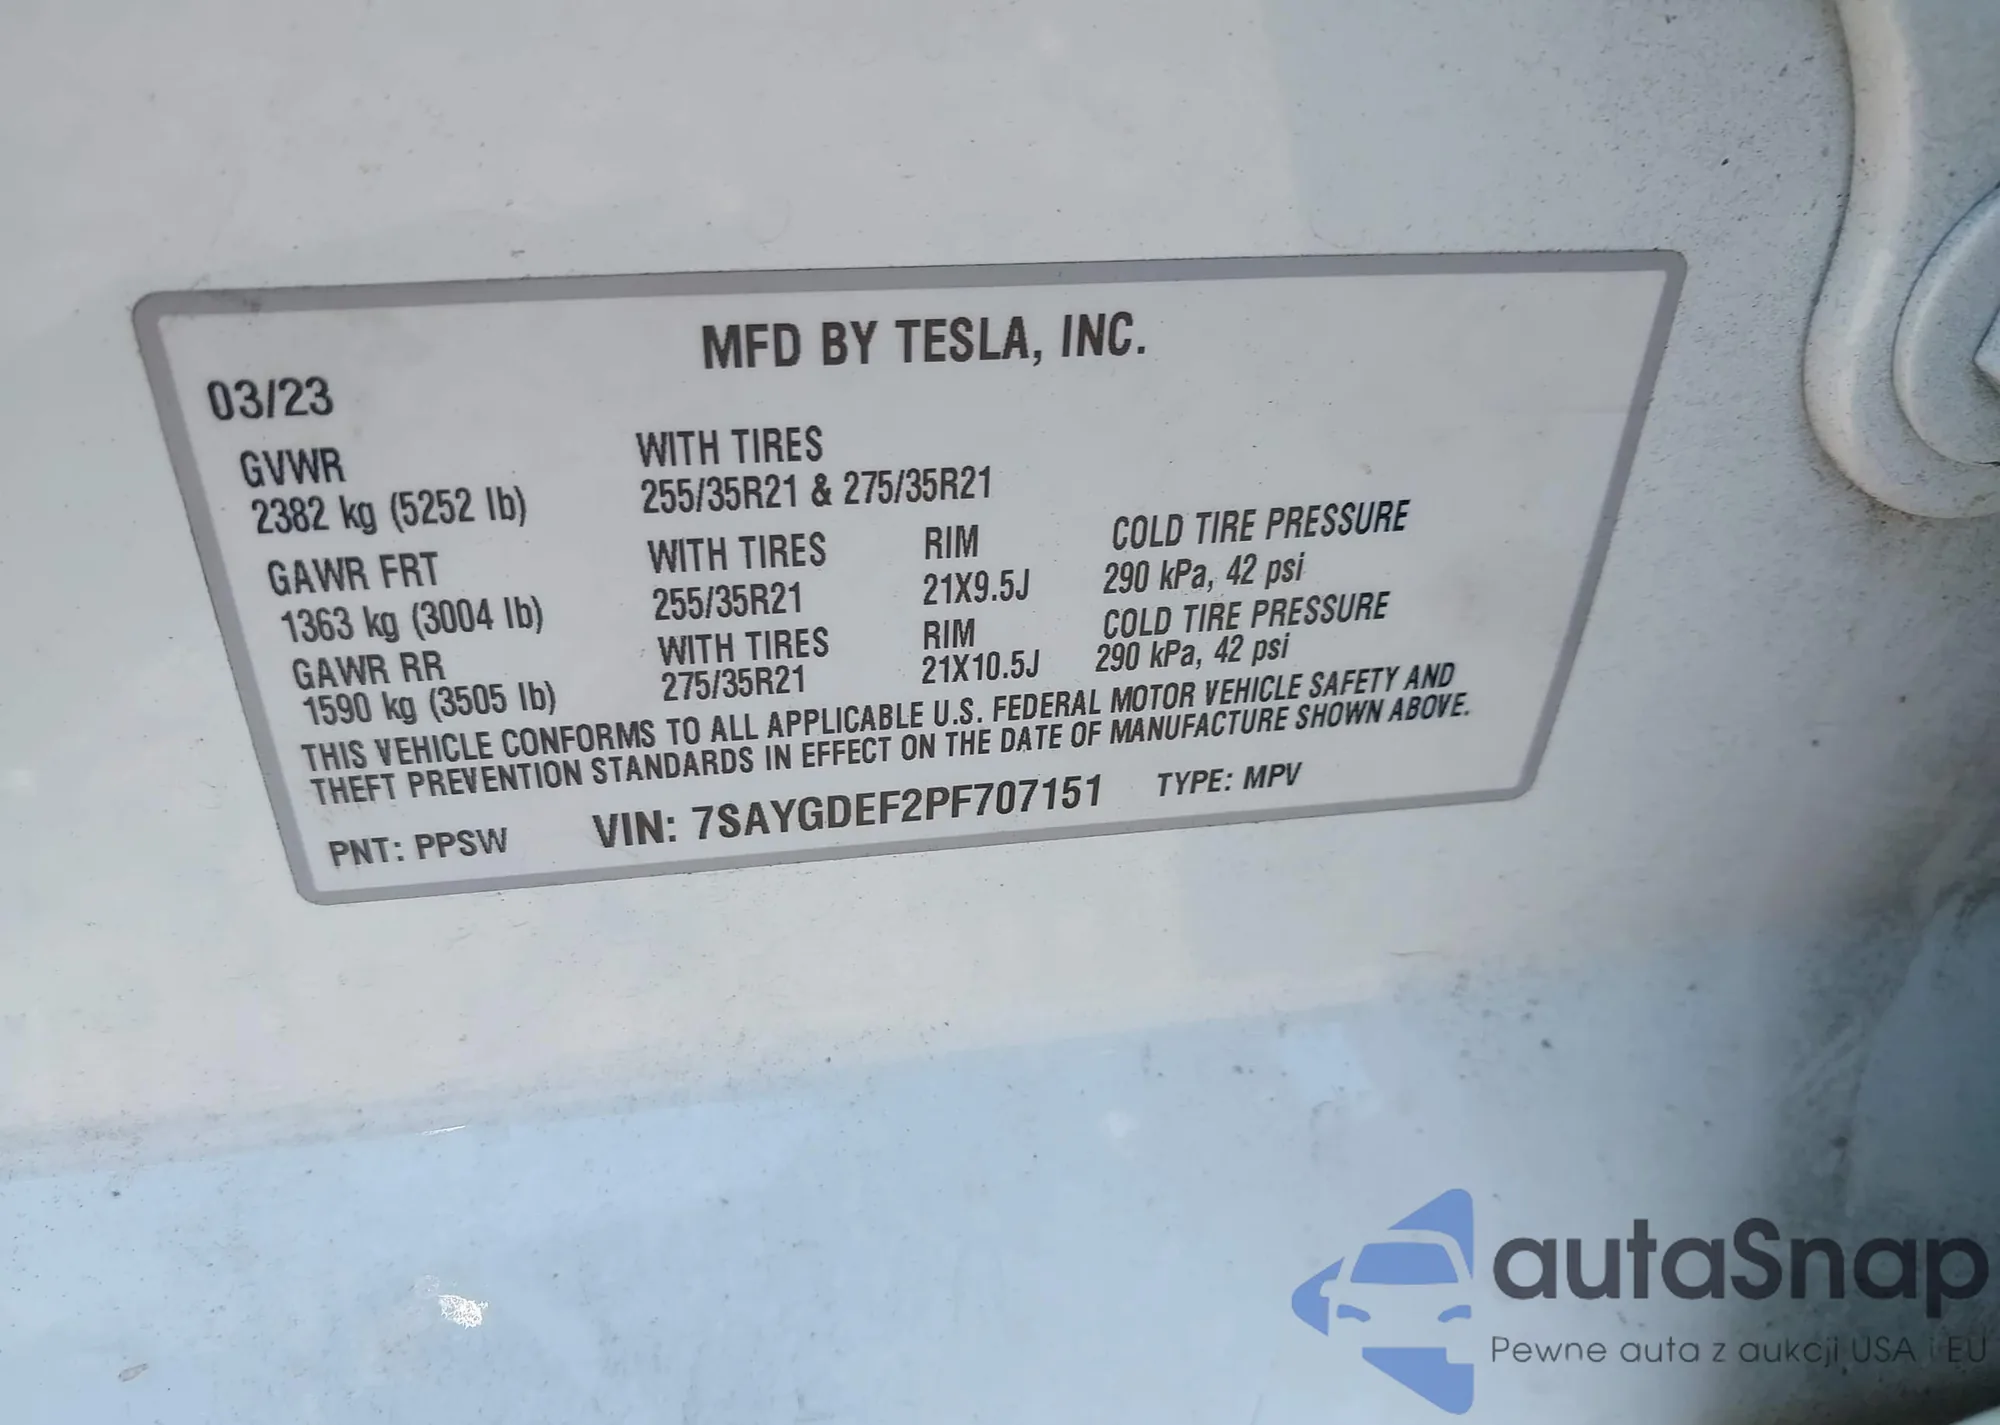 MFD BY TESLA, INC.
03/23
GVWR WITH TIRES
2382 kg (5252 lb) 255/35R21 & 275/35R21
GAWR FRT WITH TIRES RIM COLD TIRE PRESSURE
1363 kg (3004 lb) 255/35R21 21X9.5J 290 kPa, 42 psi
GAWR RR WITH TIRES RIM COLD TIRE PRESSURE
1590 kg (3505 lb) 275/35R21 21X10.5J 290 kPa, 42 psi
THIS VEHICLE CONFORMS TO ALL APPLICABLE U.S. FEDERAL MOTOR VEHICLE SAFETY AND
THEFT PREVENTION STANDARDS IN EFFECT ON THE DATE OF MANUFACTURE SHOWN ABOVE.
PNT: PPSW VIN: 7SAYGDEF2PF707151 TYPE: MPV
autaSnap
Pewne auta z aukcji USA i EU